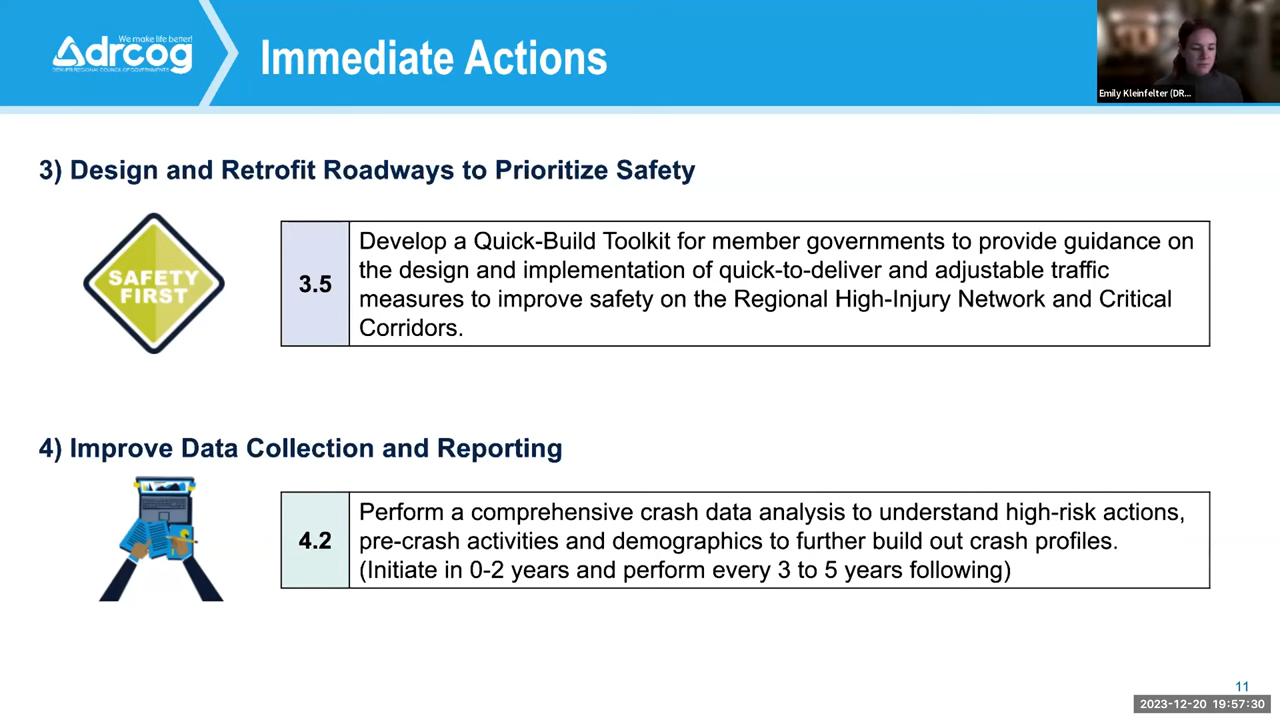 We make life better!
drcog
DENVER REGIONAL COUNCIL OF GOVERNMENTS
Immediate Actions
Emily Kleinfelter (DR...
3) Design and Retrofit Roadways to Prioritize Safety
SAFETY
FIRST
3.5
Develop a Quick-Build Toolkit for member governments to provide guidance on
the design and implementation of quick-to-deliver and adjustable traffic
measures to improve safety on the Regional High-Injury Network and Critical
Corridors.
4) Improve Data Collection and Reporting
4.2
Perform a comprehensive crash data analysis to understand high-risk actions,
pre-crash activities and demographics to further build out crash profiles.
(Initiate in 0-2 years and perform every 3 to 5 years following)
11
2023-12-20 19:57:30